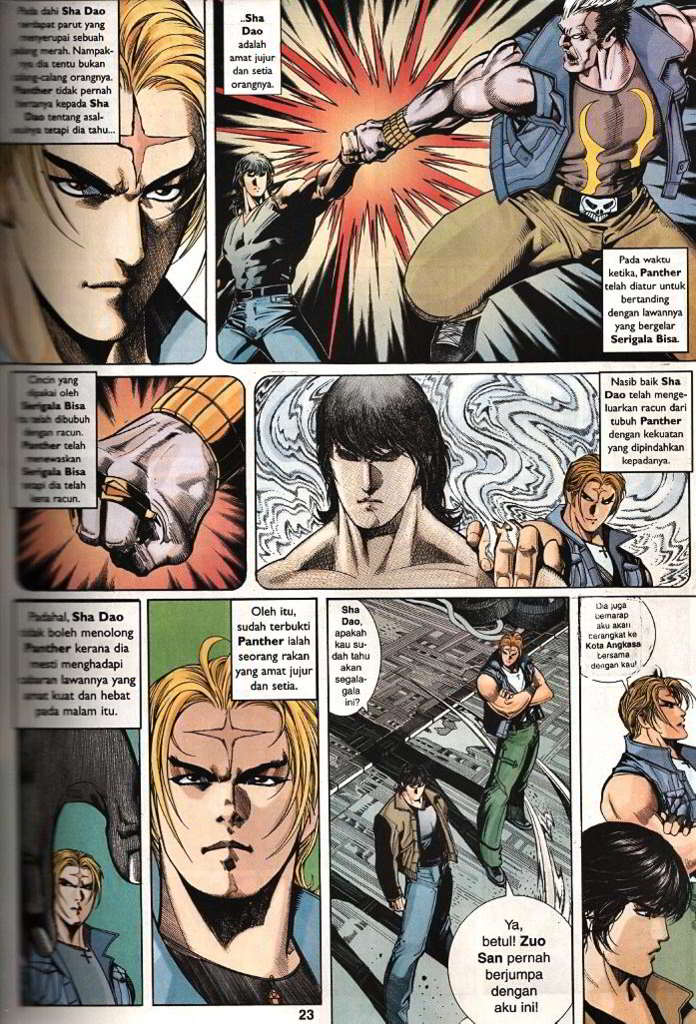 Pada dahi Sha Dao
terdapat parut yang
menyerupai sebuah
merah. Nampak-
nya dia tentu bukan
calang-calang orangnya.
Panther tidak pernah
bertanya kepada Sha
Dao tentang asal-
usulnya tetapi dia tahu...
..Sha
Dao
adalah
amat jujur
dan setia
orangnya.
Pada waktu
ketika, Panther
telah diatur untuk
bertanding
dengan lawannya
yang bergelar
Serigala Bisa.
Cincin yang
dipakai oleh
Serigala Bisa
itu telah dibubuh
dengan racun.
Panther telah
menewaskan
Serigala Bisa
tetapi dia telah
kena racun.
Nasib baik Sha
Dao telah menge-
luarkan racun dari
tubuh Panther
dengan kekuatan
yang dipindahkan
kepadanya.
Padahal, Sha Dao
tidak boleh menolong
Panther kerana dia
mesti menghadapi
cabaran lawannya yang
amat kuat dan hebat
pada malam itu.
Oleh itu,
sudah terbukti
Panther ialah
seorang rakan
yang amat jujur
dan setia.
Sha
Dao,
apakah
kau su-
dah tahu
akan
segala-
gala
ini?
Ya,
betul! Zuo
San pernah
berjumpa
dengan
aku ini!
Dia juga
berharap
aku akan
berangkat ke
Kota Angkasa
bersama
dengan kau!
23